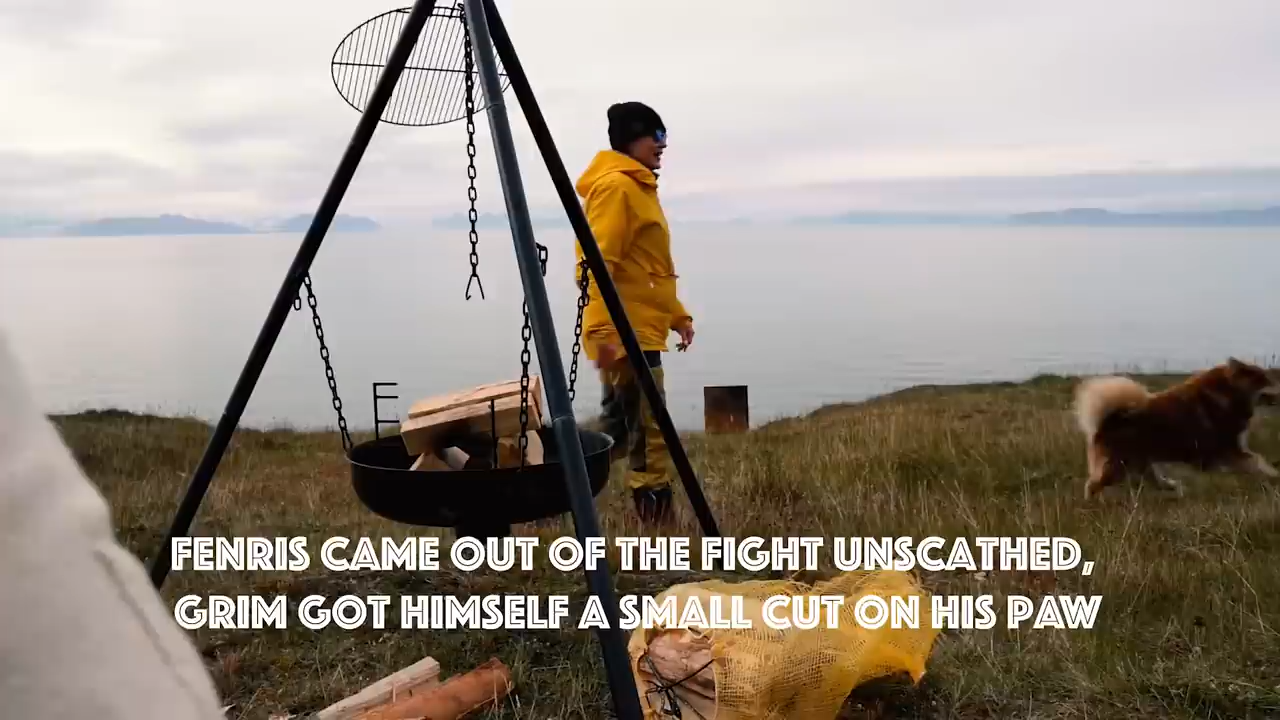 FENRIS CAME OUT OF THE FIGHT UNSCATHED,
GRIM GOT HIMSELF A SMALL CUT ON HIS PAW